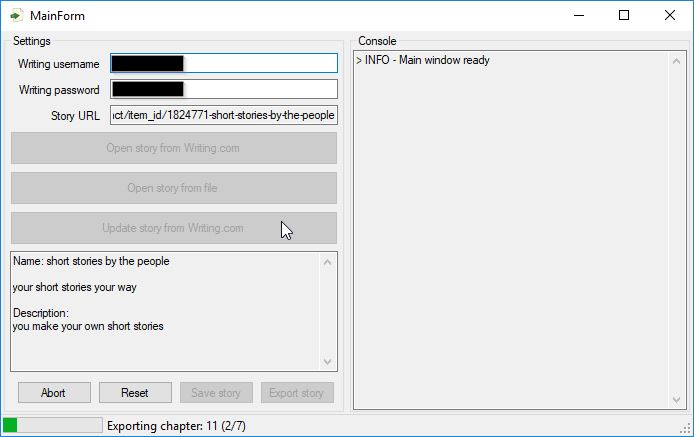 MainForm
Settings
Writing username
Writing password
Story URL
ct/item_id/1824771-short-stories-by-the-people
Open story from Writing.com
Open story from file
Update story from Writing.com
Name: short stories by the people
your short stories your way
Description:
you make your own short stories
Abort
Reset
Save story
Export story
Console
> INFO - Main window ready
Exporting chapter: 11 (2/7)